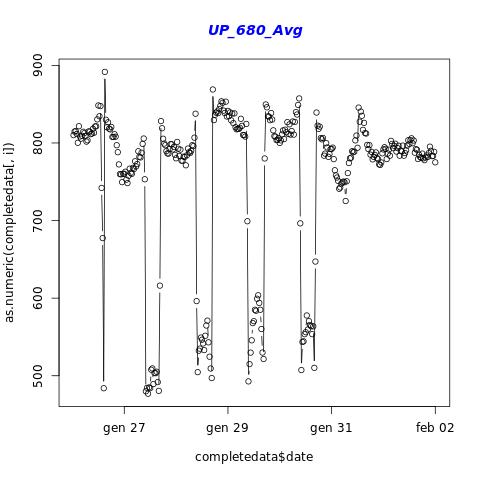 UP_680_Avg
as.numeric(completedata[, i])
900
800
700
600
500
gen 27
gen 29
gen 31
feb 02
completedata$date